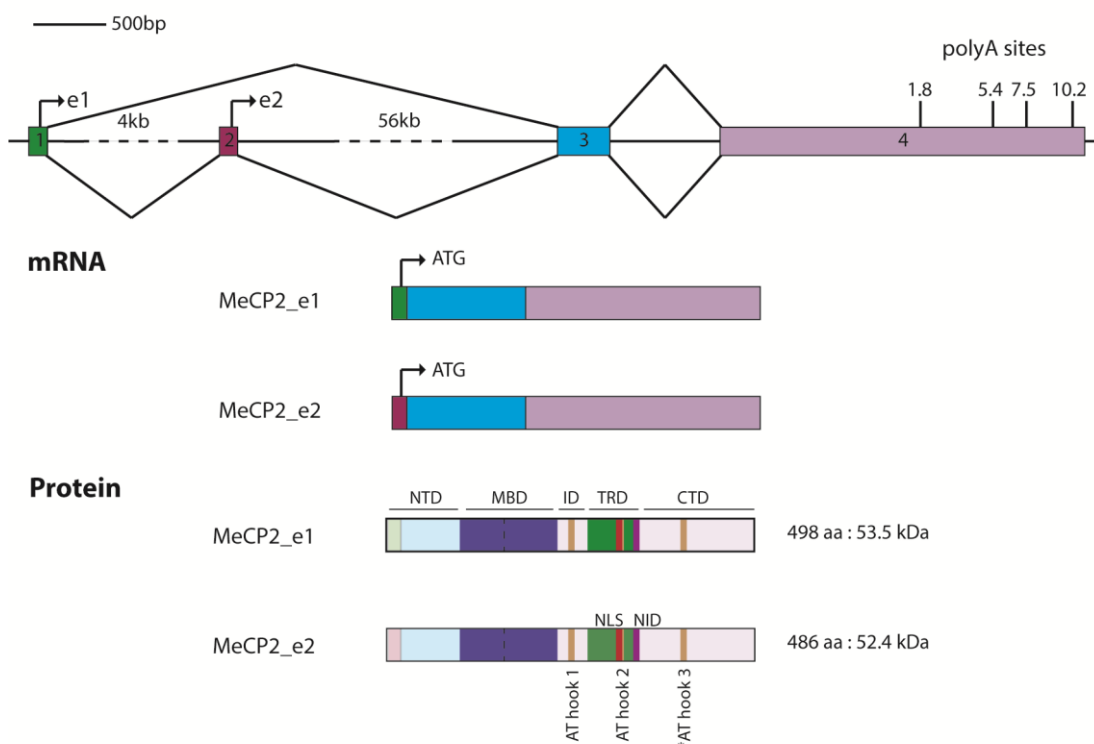 500bp
polyA sites
e1
e2
1.8
5.4
7.5
10.2
4kb
56kb
1
2
3
4
mRNA
ATG
MeCP2_e1
ATG
MeCP2_e2
Protein
NTD
MBD
ID
TRD
CTD
MeCP2_e1
498 aa : 53.5 kDa
NLS
NID
MeCP2_e2
486 aa : 52.4 kDa
AT hook 1
AT hook 2
*AT hook 3